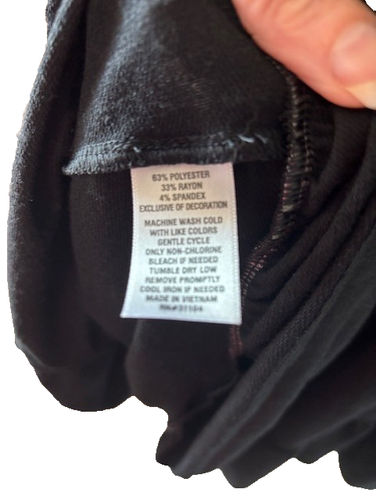 63% POLYESTER
33% RAYON
4% SPANDEX
EXCLUSIVE OF DECORATION
MACHINE WASH COLD
WITH LIKE COLORS
GENTLE CYCLE
ONLY NON-CHLORINE
BLEACH IF NEEDED
TUMBLE DRY LOW
REMOVE PROMPTLY
COOL IRON IF NEEDED
MADE IN VIETNAM